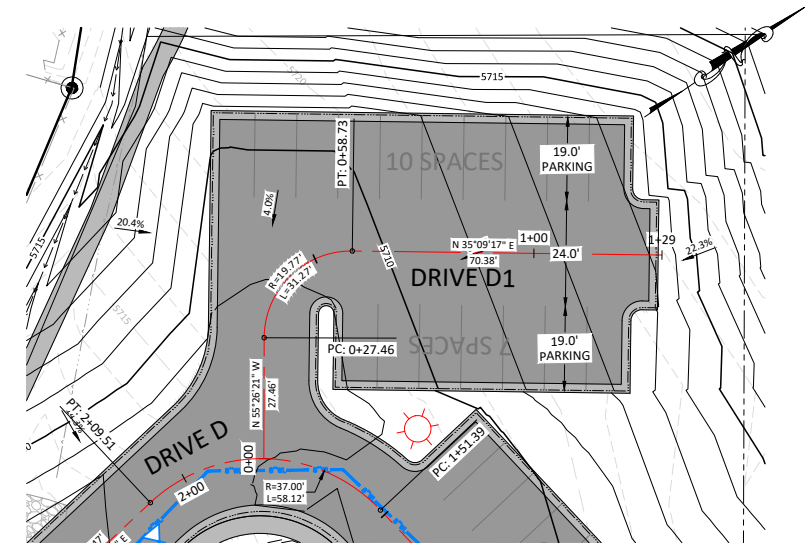 5720
5715
PT: 0+58.73
10 SPACES
19.0'
PARKING
4.0%
20.4%
5715
N 35°09'17" E
70.38'
1+00
24.0'
1+29
22.3%
5710
R=19.77'
L=31.27'
DRIVE D1
5715
PC: 0+27.46
7 SPACES
19.0'
PARKING
N 55°26'21" W
27.46'
PT: 2+09.51
DRIVE D
0+00
PC: 1+51.39
2+00
R=37.00'
L=58.12'
47'
E